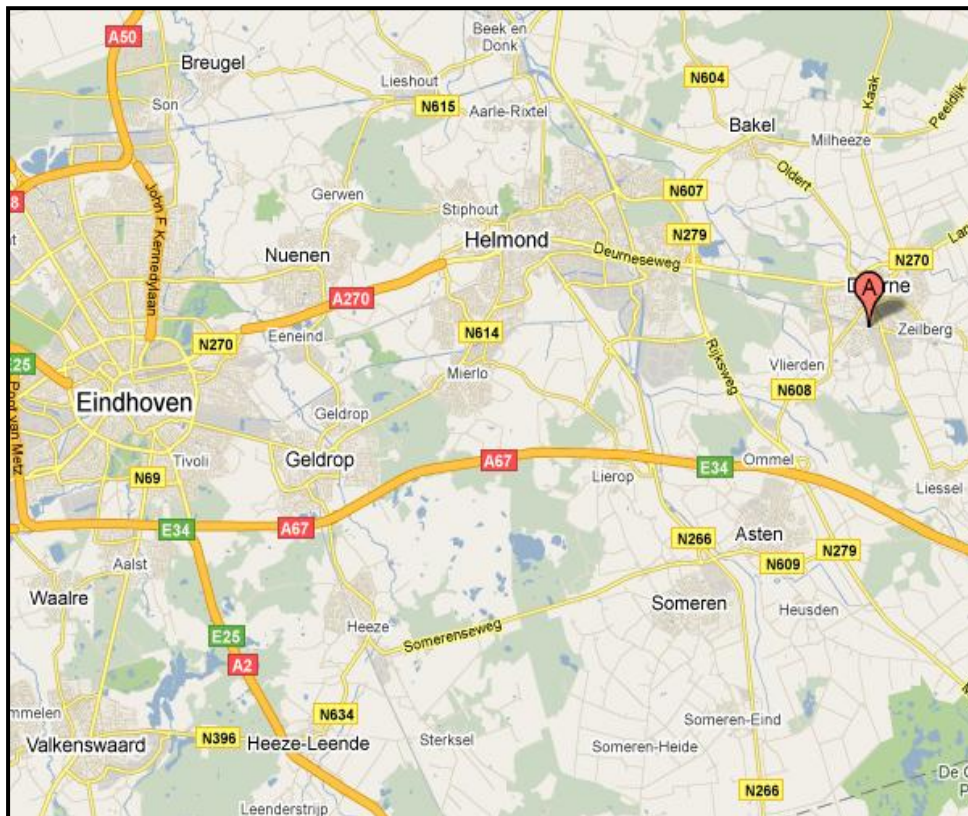 A50
Breugel
Beek en
Donk
Lieshout
N604
Kaak
Peeldijk
Son
N615
Aarle-Rixtel
Bakel
Milheeze
Oldert
John F Kennedylaan
Gerwen
Stiphout
N607
Nuenen
Helmond
N279
Deurneseweg
N270
A270
A
Eeneind
N614
N270
Zeilberg
E25
Mierlo
Rijksweg
Vlierden
N608
Eindhoven
Geldrop
Tivoli
N69
Geldrop
A67
Lierop
E34
Ommel
Liessel
E34
A67
Asten
N266
N279
N609
Aalst
Waalre
Someren
Heusden
Heeze
Somerenseweg
E25
A2
N634
Someren-Eind
Valkenswaard
N396
Heeze-Leende
Sterksel
Someren-Heide
N266
Leenderstrijp